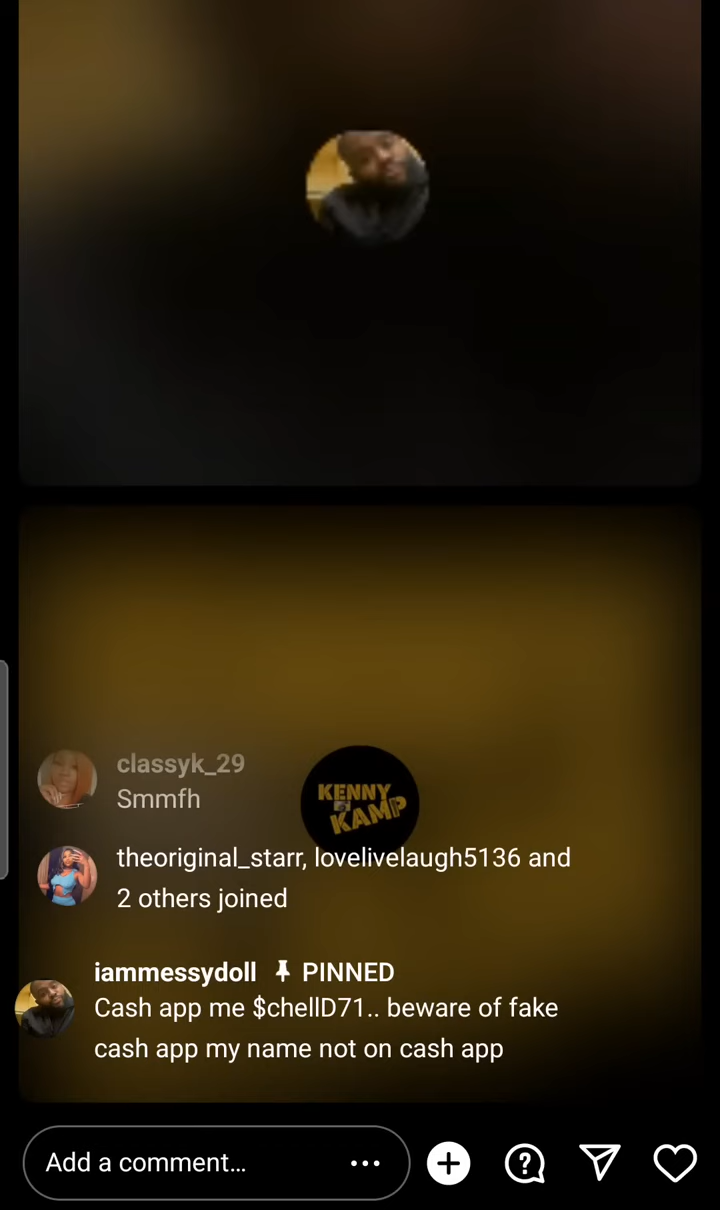 classyk_29
Smmfh
KENNY
KAMP
theoriginal_starr, lovelivelaugh5136 and
2 others joined
iammessydoll PINNED
Cash app me $chellD71.. beware of fake
cash app my name not on cash app
Add a comment...